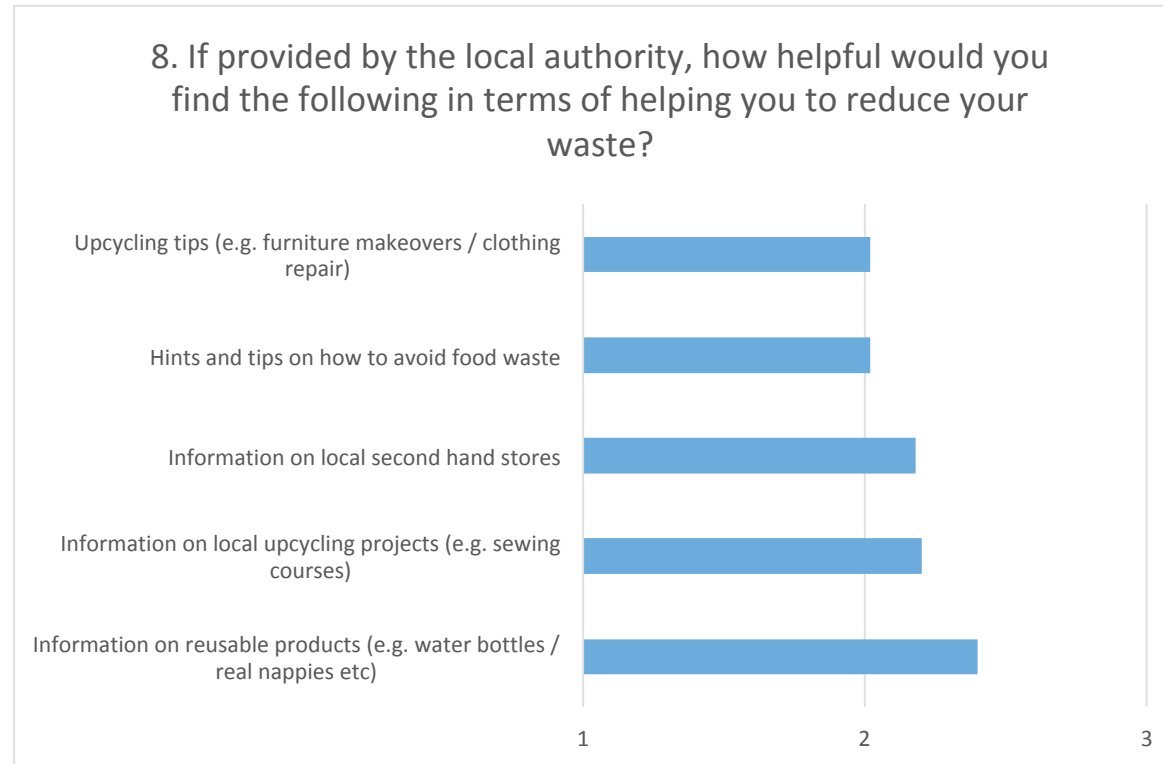 8. If provided by the local authority, how helpful would you
find the following in terms of helping you to reduce your
waste?
Upcycling tips (e.g. furniture makeovers / clothing
repair)
Hints and tips on how to avoid food waste
Information on local second hand stores
Information on local upcycling projects (e.g. sewing
courses)
Information on reusable products (e.g. water bottles /
real nappies etc)
1 2 3